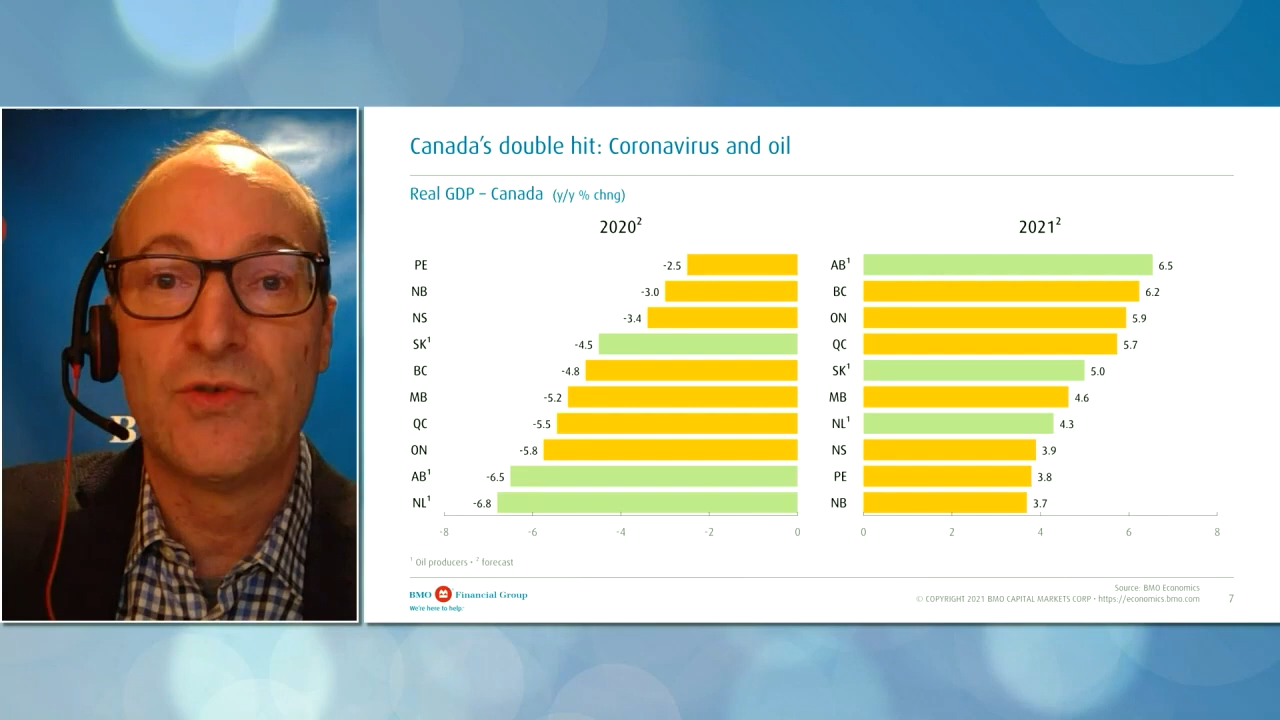 B
Canada's double hit: Coronavirus and oil
Real GDP – Canada (y/y % chng)
2020²
PE -2.5
NB -3.0
NS -3.4
SK¹ -4.5
BC -4.8
MB -5.2
QC -5.5
ON -5.8
AB¹ -6.5
NL¹ -6.8
-8 -6 -4 -2 0
2021²
AB¹ 6.5
BC 6.2
ON 5.9
QC 5.7
SK¹ 5.0
MB 4.6
NL¹ 4.3
NS 3.9
PE 3.8
NB 3.7
0 2 4 6 8
¹ Oil producers • ² forecast
BMO Financial Group
We're here to help.
Source: BMO Economics
© COPYRIGHT 2021 BMO CAPITAL MARKETS CORP • https://economics.bmo.com 7